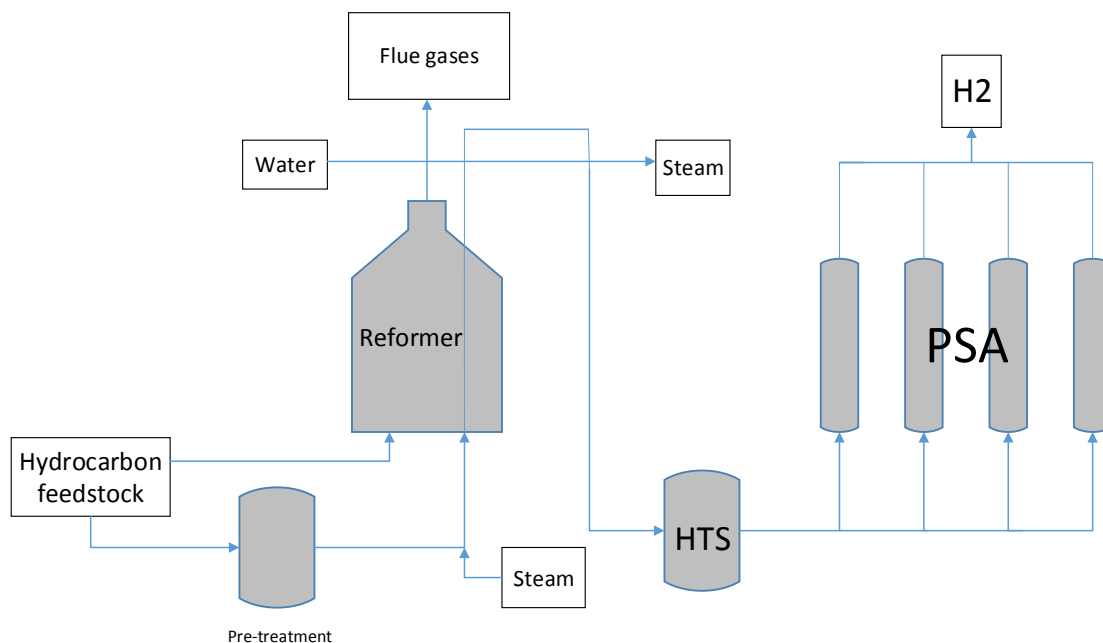 Flue gases
H2
Water
Steam
Reformer
PSA
Hydrocarbon
feedstock
HTS
Steam
Pre-treatment